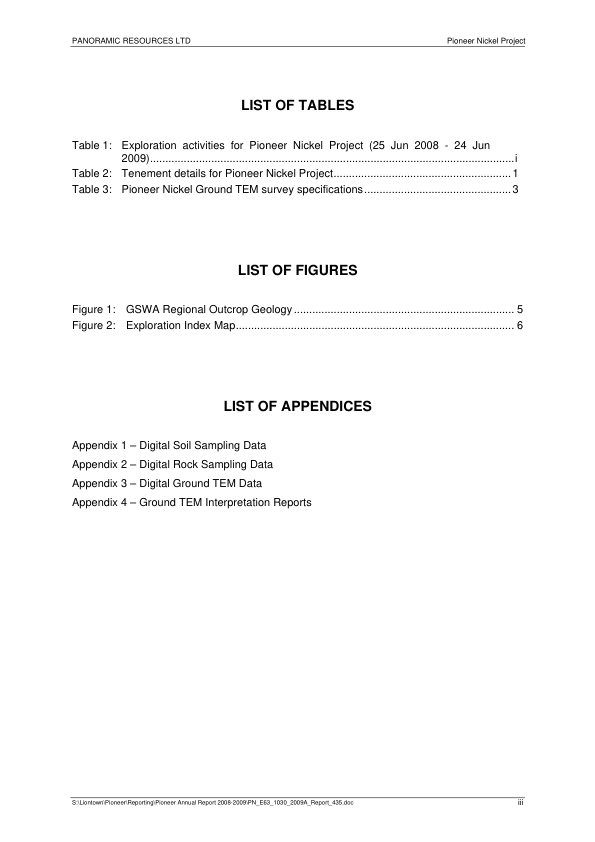 PANORAMIC RESOURCES LTD Pioneer Nickel Project
LIST OF TABLES
Table 1: Exploration activities for Pioneer Nickel Project (25 Jun 2008 - 24 Jun
2009)......................................................................................................................i
Table 2: Tenement details for Pioneer Nickel Project..........................................................1
Table 3: Pioneer Nickel Ground TEM survey specifications................................................3
LIST OF FIGURES
Figure 1: GSWA Regional Outcrop Geology ....................................................................... 5
Figure 2: Exploration Index Map.......................................................................................... 6
LIST OF APPENDICES
Appendix 1 – Digital Soil Sampling Data
Appendix 2 – Digital Rock Sampling Data
Appendix 3 – Digital Ground TEM Data
Appendix 4 – Ground TEM Interpretation Reports
S:\Liontown\Pioneer\Reporting\Pioneer Annual Report 2008-2009\PN_E63_1030_2009A_Report_435.doc iii